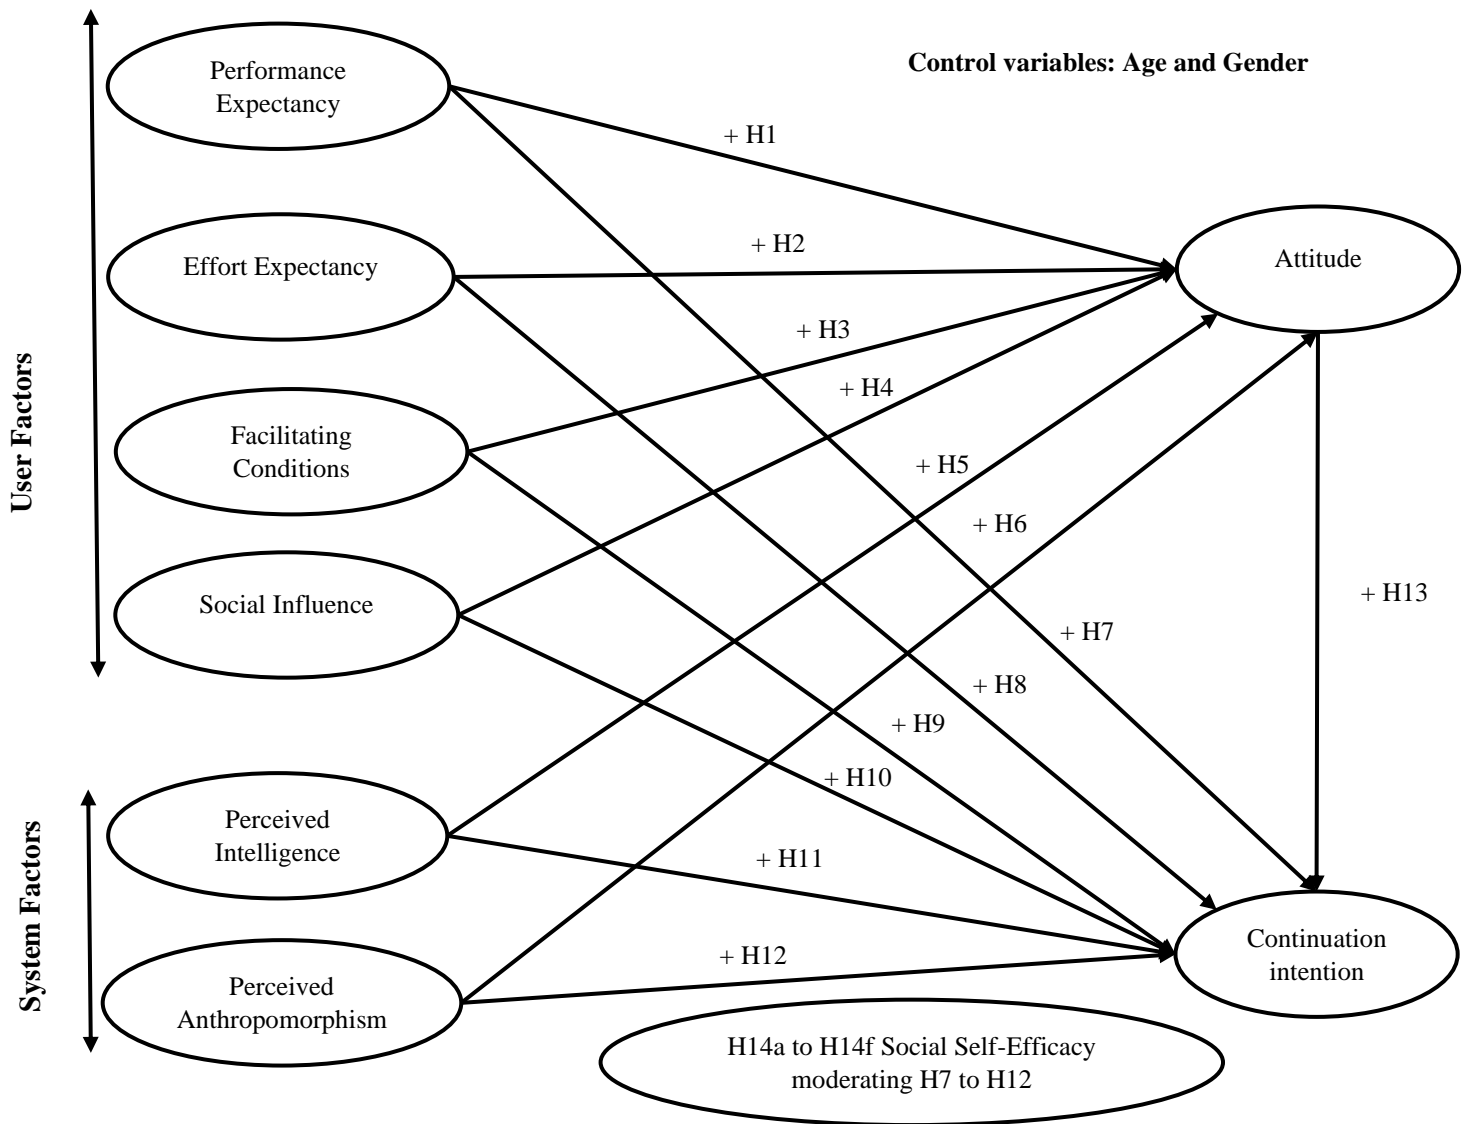 Performance
Expectancy
Control variables: Age and Gender
+ H1
+ H2
Effort Expectancy
Attitude
+ H3
+ H4
User Factors
Facilitating
Conditions
+ H5
+ H6
Social Influence
+ H13
+ H7
+ H8
+ H9
+ H10
System Factors
Perceived
Intelligence
+ H11
+ H12
Continuation
intention
Perceived
Anthropomorphism
H14a to H14f Social Self-Efficacy
moderating H7 to H12